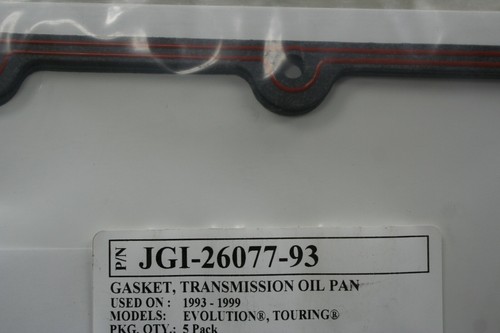 P/N JGI-26077-93
GASKET, TRANSMISSION OIL PAN
USED ON : 1993 - 1999
MODELS: EVOLUTION®, TOURING®
PKG. QTY.: 5 Pack